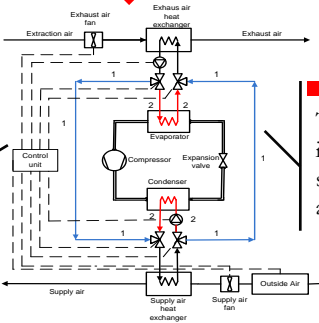 Exhaus air
heat
exchanger
Exhaust air
fan
Extraction air
Exhaust air
1
1
2
2
Evaporator
1
Control
unit
Compressor
Expansion
valve
1
Condenser
2
2
1
1
Supply air
Supply air
heat
exchanger
Supply air
fan
Outside Air
T
i
s
a